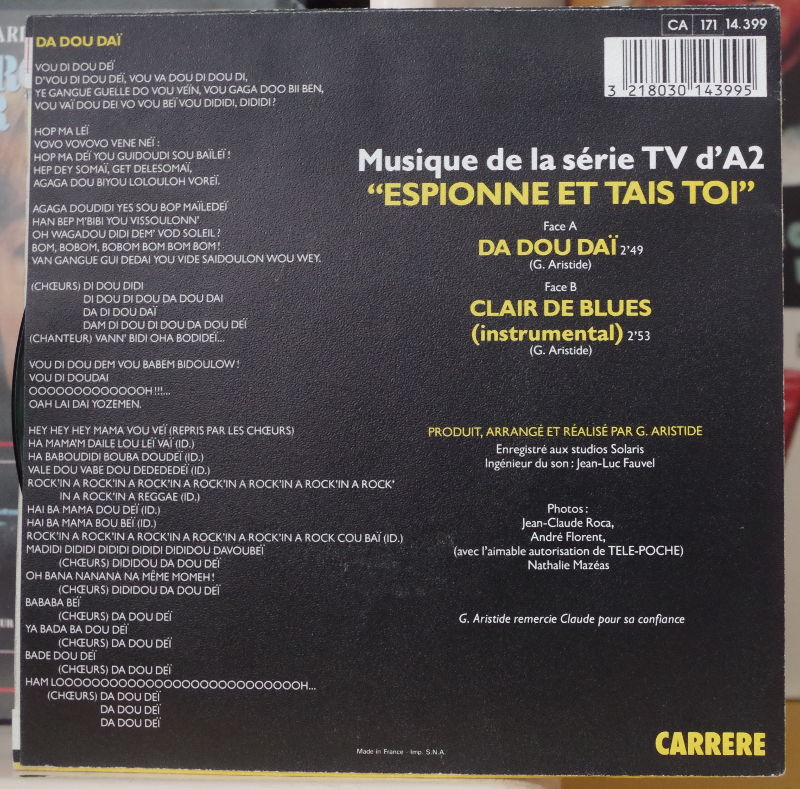 DA DOU DAÏ
VOU DI DOU DEÏ
D'VOU DI DOU DEÏ, VOU VA DOU DI DOU DI,
YE GANGUE GUELLE DO VOU VEÏN, VOU GAGA DOO BII BEN,
VOU VAÏ DOU DEI VO VOU BEÏ VOU DIDIDI, DIDIDI ?
HOP MA LEÏ
VOVO VOVOVO VENE NEÏ :
HOP MA DEÏ YOU GUIDOUDI SOU BAÏLEÏ !
HEP DEY SOMAÏ, GET DELESOMAÏ,
AGAGA DOU BIYOU LOLOULOH VOREÏ.
AGAGA DOUDIDI YES SOU BOP MAÏLEDEÏ
HAN BEP M'BIBI YOU VISSOULONN'
OH WAGADOU DIDI DEM' VOD SOLEIL ?
BOM, BOBOM, BOBOM BOM BOM BOM !
VAN GANGUE GUI DEDAI YOU VIDE SAIDOULON WOU WEY.
(CHŒURS) DI DOU DIDI
DI DOU DI DOU DA DOU DAI
DA DI DOU DAÏ
DAM DI DOU DI DOU DA DOU DEÏ
(CHANTEUR) VANN' BIDI OHA BODIDEÏ...
VOU DI DOU DEM VOU BABEM BIDOULOW !
VOU DI DOUDAI
OOOOOOOOOOOOOH !!!...
OAH LAI DAI YOZEMEN.
HEY HEY HEY MAMA VOU VEÏ (REPRIS PAR LES CHŒURS)
HA MAMA'M DAILE LOU LEÏ VAÏ (ID.)
HA BABOUDIDI BOUBA DOUDEÏ (ID.)
VALE DOU VABE DOU DEDEDEDEÏ (ID.)
ROCK'IN A ROCK'IN A ROCK'IN A ROCK'IN A ROCK'IN A ROCK'
IN A ROCK'IN A REGGAE (ID.)
HAI BA MAMA DOU DEÏ (ID.)
HAI BA MAMA BOU BEÏ (ID.)
ROCK'IN A ROCK'IN A ROCK'IN A ROCK'IN A ROCK COU BAÏ (ID.)
MADIDI DIDIDI DIDIDI DIDIDI DIDIDOU DAVOUBEÏ
(CHŒURS) DIDIDOU DA DOU DEÏ
OH BANA NANANA NA MÊME MOMEH !
(CHŒURS) DIDIDOU DA DOU DEÏ
BABABA BEÏ
(CHŒURS) DA DOU DEÏ
YA BADA BA DOU DEÏ
(CHŒURS) DA DOU DEÏ
BADE DOU DEÏ
(CHŒURS) DA DOU DEÏ
HAM LOOOOOOOOOOOOOOOOOOOOOOOOOOOH...
(CHŒURS) DA DOU DEÏ
DA DOU DEÏ
DA DOU DEÏ
CA 171 14.399
3 218030 143995
Musique de la série TV d'A2
“ESPIONNE ET TAIS TOI”
Face A
DA DOU DAÏ 2'49
(G. Aristide)
Face B
CLAIR DE BLUES
(instrumental) 2'53
(G. Aristide)
PRODUIT, ARRANGÉ ET RÉALISÉ PAR G. ARISTIDE
Enregistré aux studios Solaris
Ingénieur du son : Jean-Luc Fauvel
Photos :
Jean-Claude Roca,
André Florent,
(avec l'aimable autorisation de TELE-POCHE)
Nathalie Mazéas
G. Aristide remercie Claude pour sa confiance
Made in France - Imp. S.N.A.
CARRERE